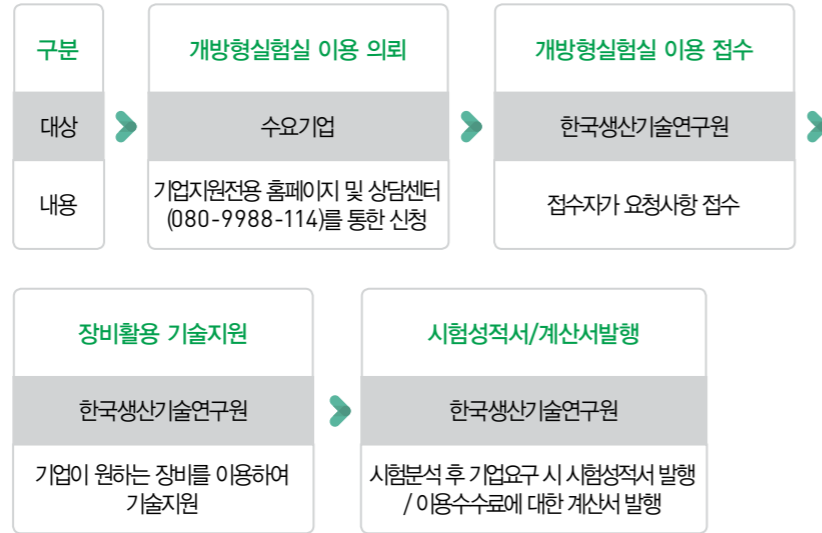 구분
대상
내용
개방형실험실 이용 의뢰
수요기업
기업지원전용 홈페이지 및 상담센터
(080-9988-114)를 통한 신청
개방형실험실 이용 접수
한국생산기술연구원
접수자가 요청사항 접수
장비활용 기술지원
한국생산기술연구원
기업이 원하는 장비를 이용하여
기술지원
시험성적서/계산서발행
한국생산기술연구원
시험분석 후 기업요구 시 시험성적서 발행
/ 이용수수료에 대한 계산서 발행